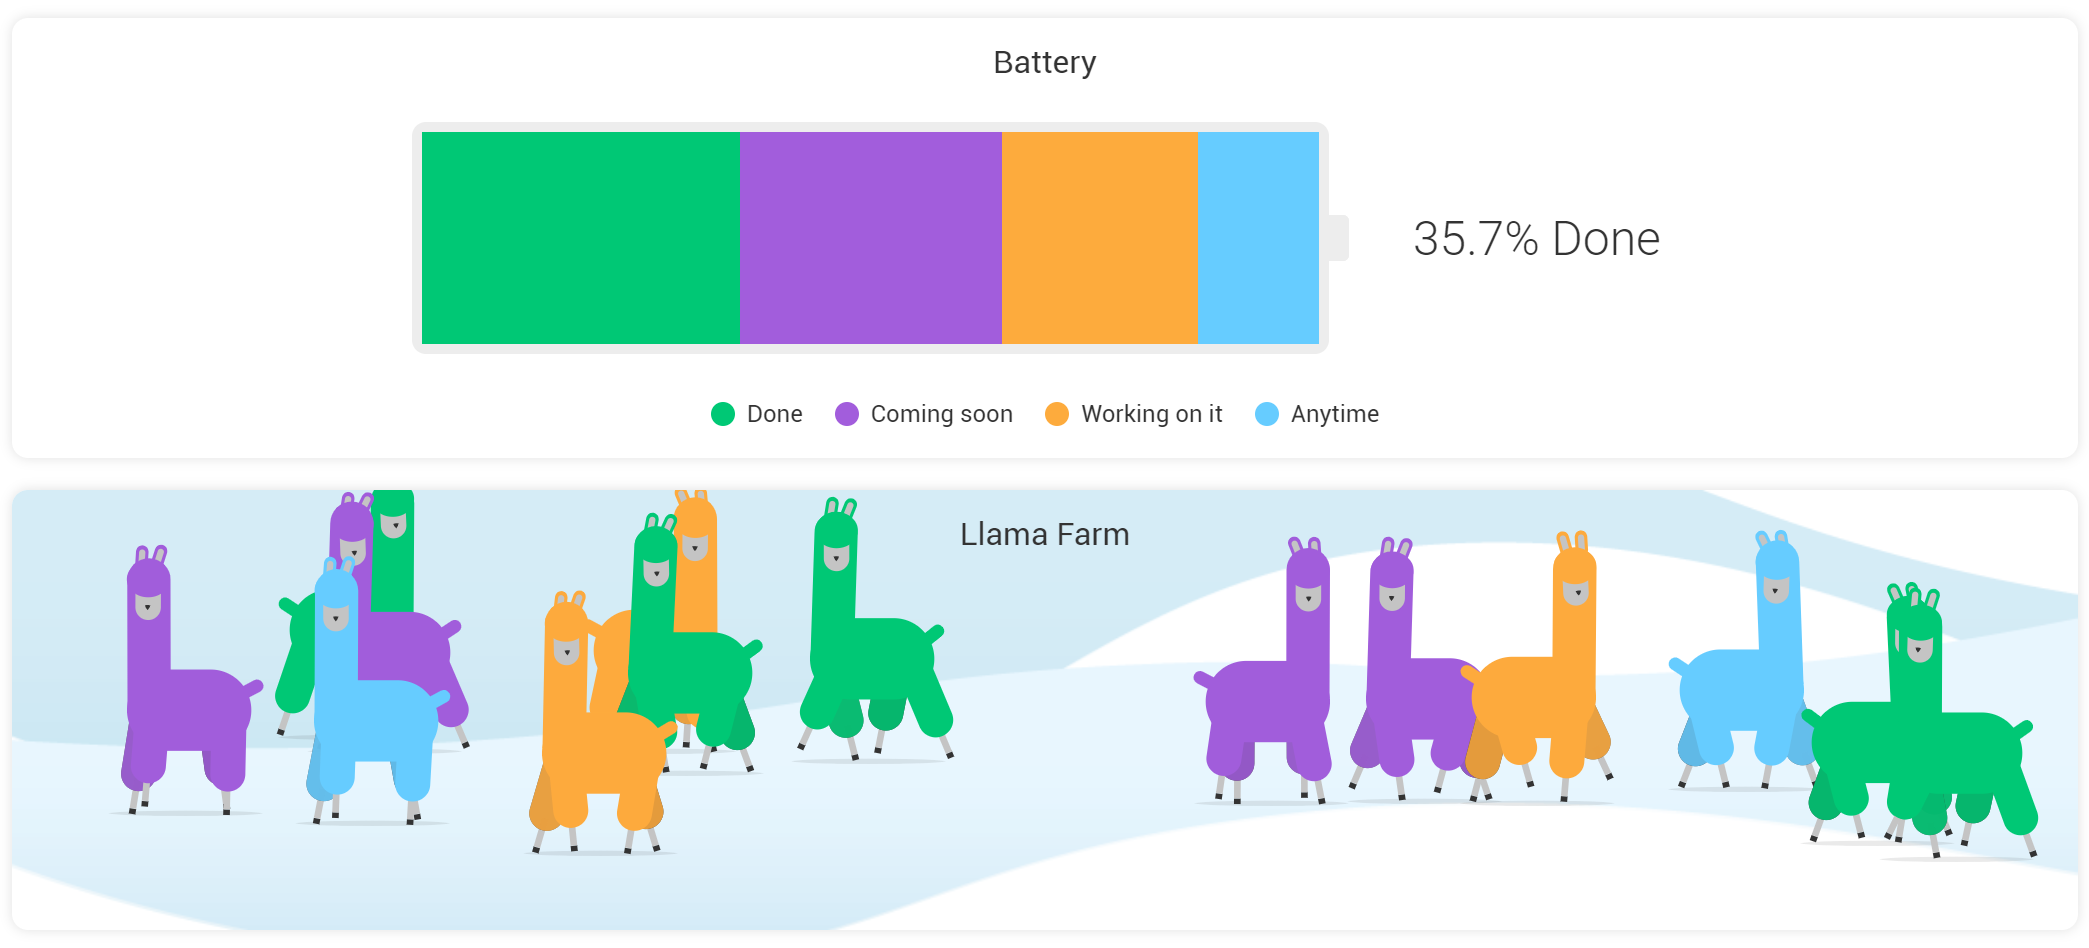 Battery
35.7% Done
Done
Coming soon
Working on it
Anytime
Llama Farm